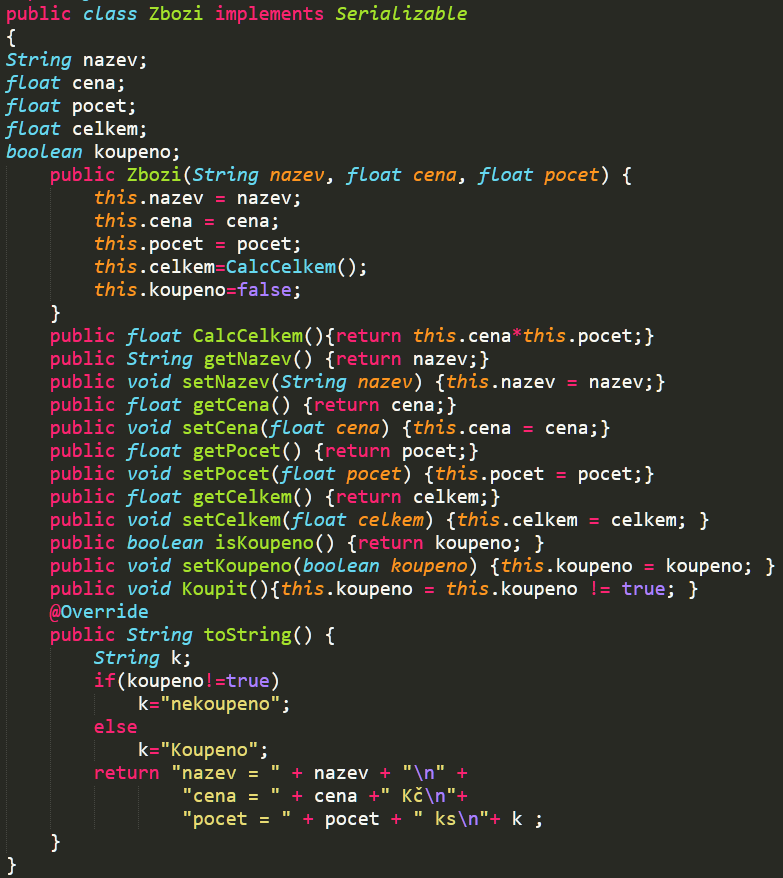 public class Zbozi implements Serializable
{
String nazev;
float cena;
float pocet;
float celkem;
boolean koupeno;
    public Zbozi(String nazev, float cena, float pocet) {
        this.nazev = nazev;
        this.cena = cena;
        this.pocet = pocet;
        this.celkem=CalcCelkem();
        this.koupeno=false;
    }
    public float CalcCelkem(){return this.cena*this.pocet;}
    public String getNazev() {return nazev;}
    public void setNazev(String nazev) {this.nazev = nazev;}
    public float getCena() {return cena;}
    public void setCena(float cena) {this.cena = cena;}
    public float getPocet() {return pocet;}
    public void setPocet(float pocet) {this.pocet = pocet;}
    public float getCelkem() {return celkem;}
    public void setCelkem(float celkem) {this.celkem = celkem; }
    public boolean isKoupeno() {return koupeno; }
    public void setKoupeno(boolean koupeno) {this.koupeno = koupeno; }
    public void Koupit(){this.koupeno = this.koupeno != true; }
    @Override
    public String toString() {
        String k;
        if(koupeno!=true)
            k="nekoupeno";
        else
            k="Koupeno";
        return "nazev = " + nazev + "\n" +
                "cena = " + cena +" Kč\n"+
                "pocet = " + pocet + " ks\n"+ k ;
    }
}